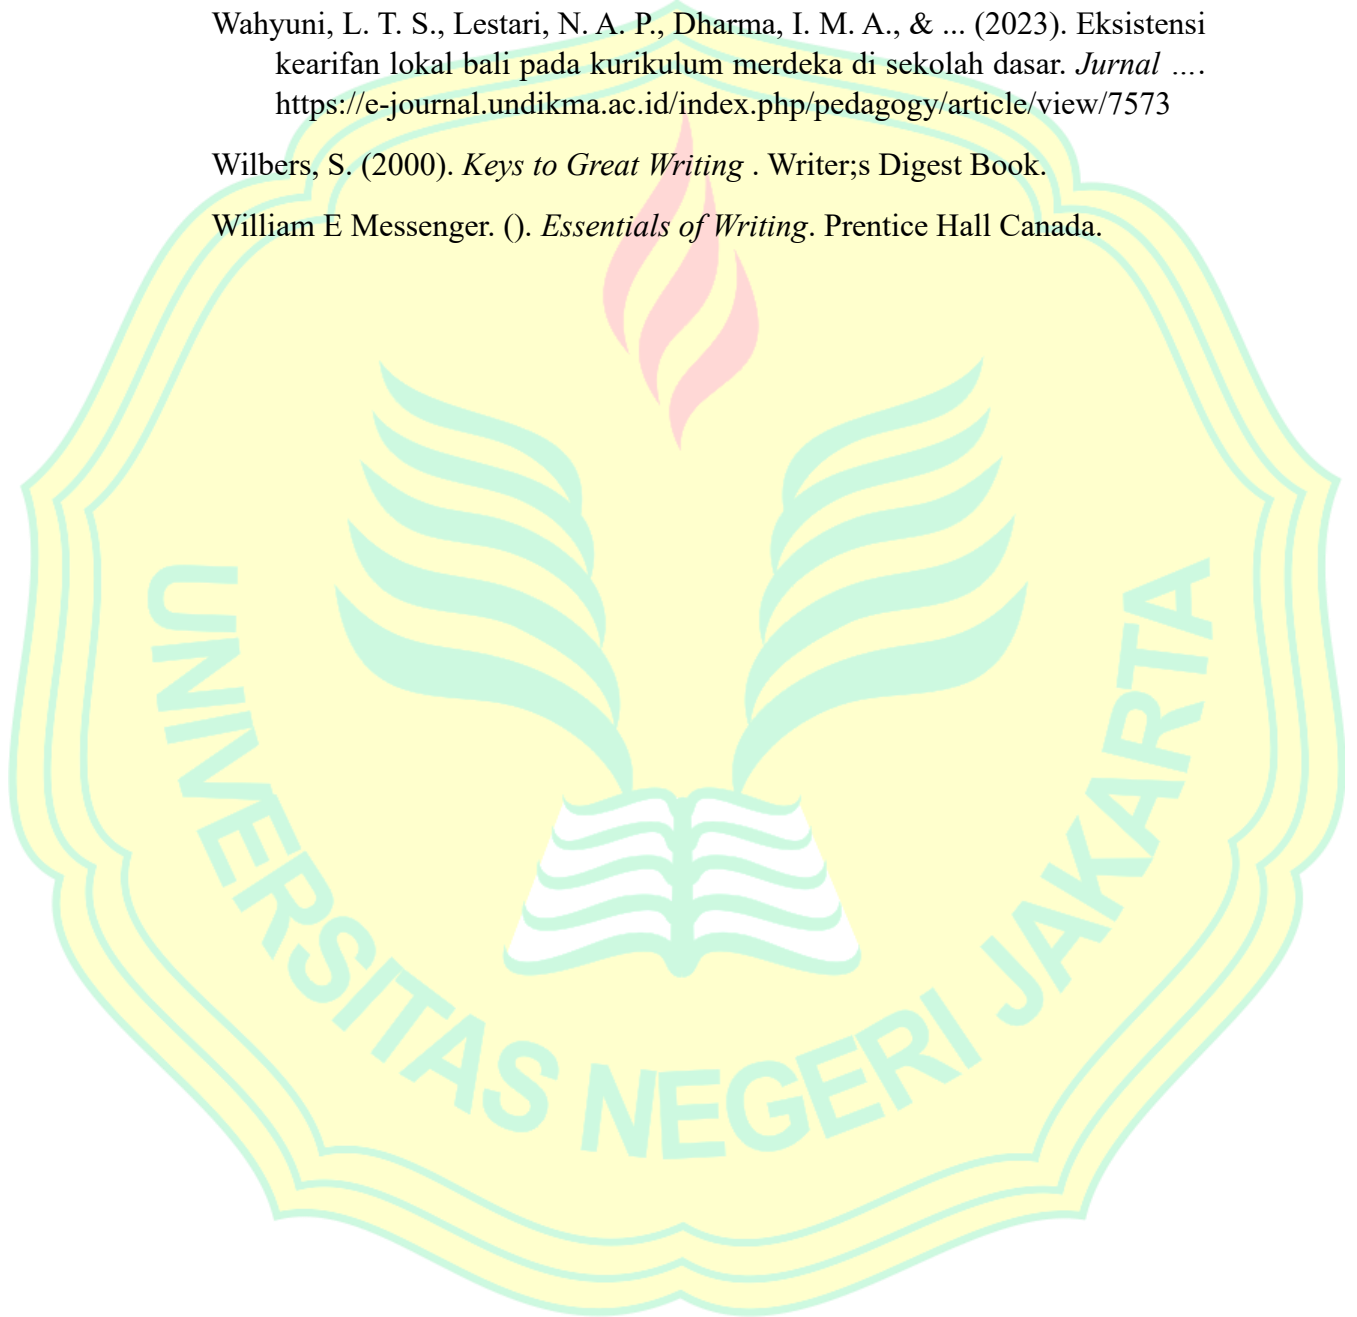 Wahyuni, L. T. S., Lestari, N. A. P., Dharma, I. M. A., & ... (2023). Eksistensi
kearifan lokal bali pada kurikulum merdeka di sekolah dasar. Jurnal ….
https://e-journal.undikma.ac.id/index.php/pedagogy/article/view/7573
Wilbers, S. (2000). Keys to Great Writing . Writer;s Digest Book.
William E Messenger. (). Essentials of Writing. Prentice Hall Canada.
UNIVERSITAS NEGERI JAKARTA